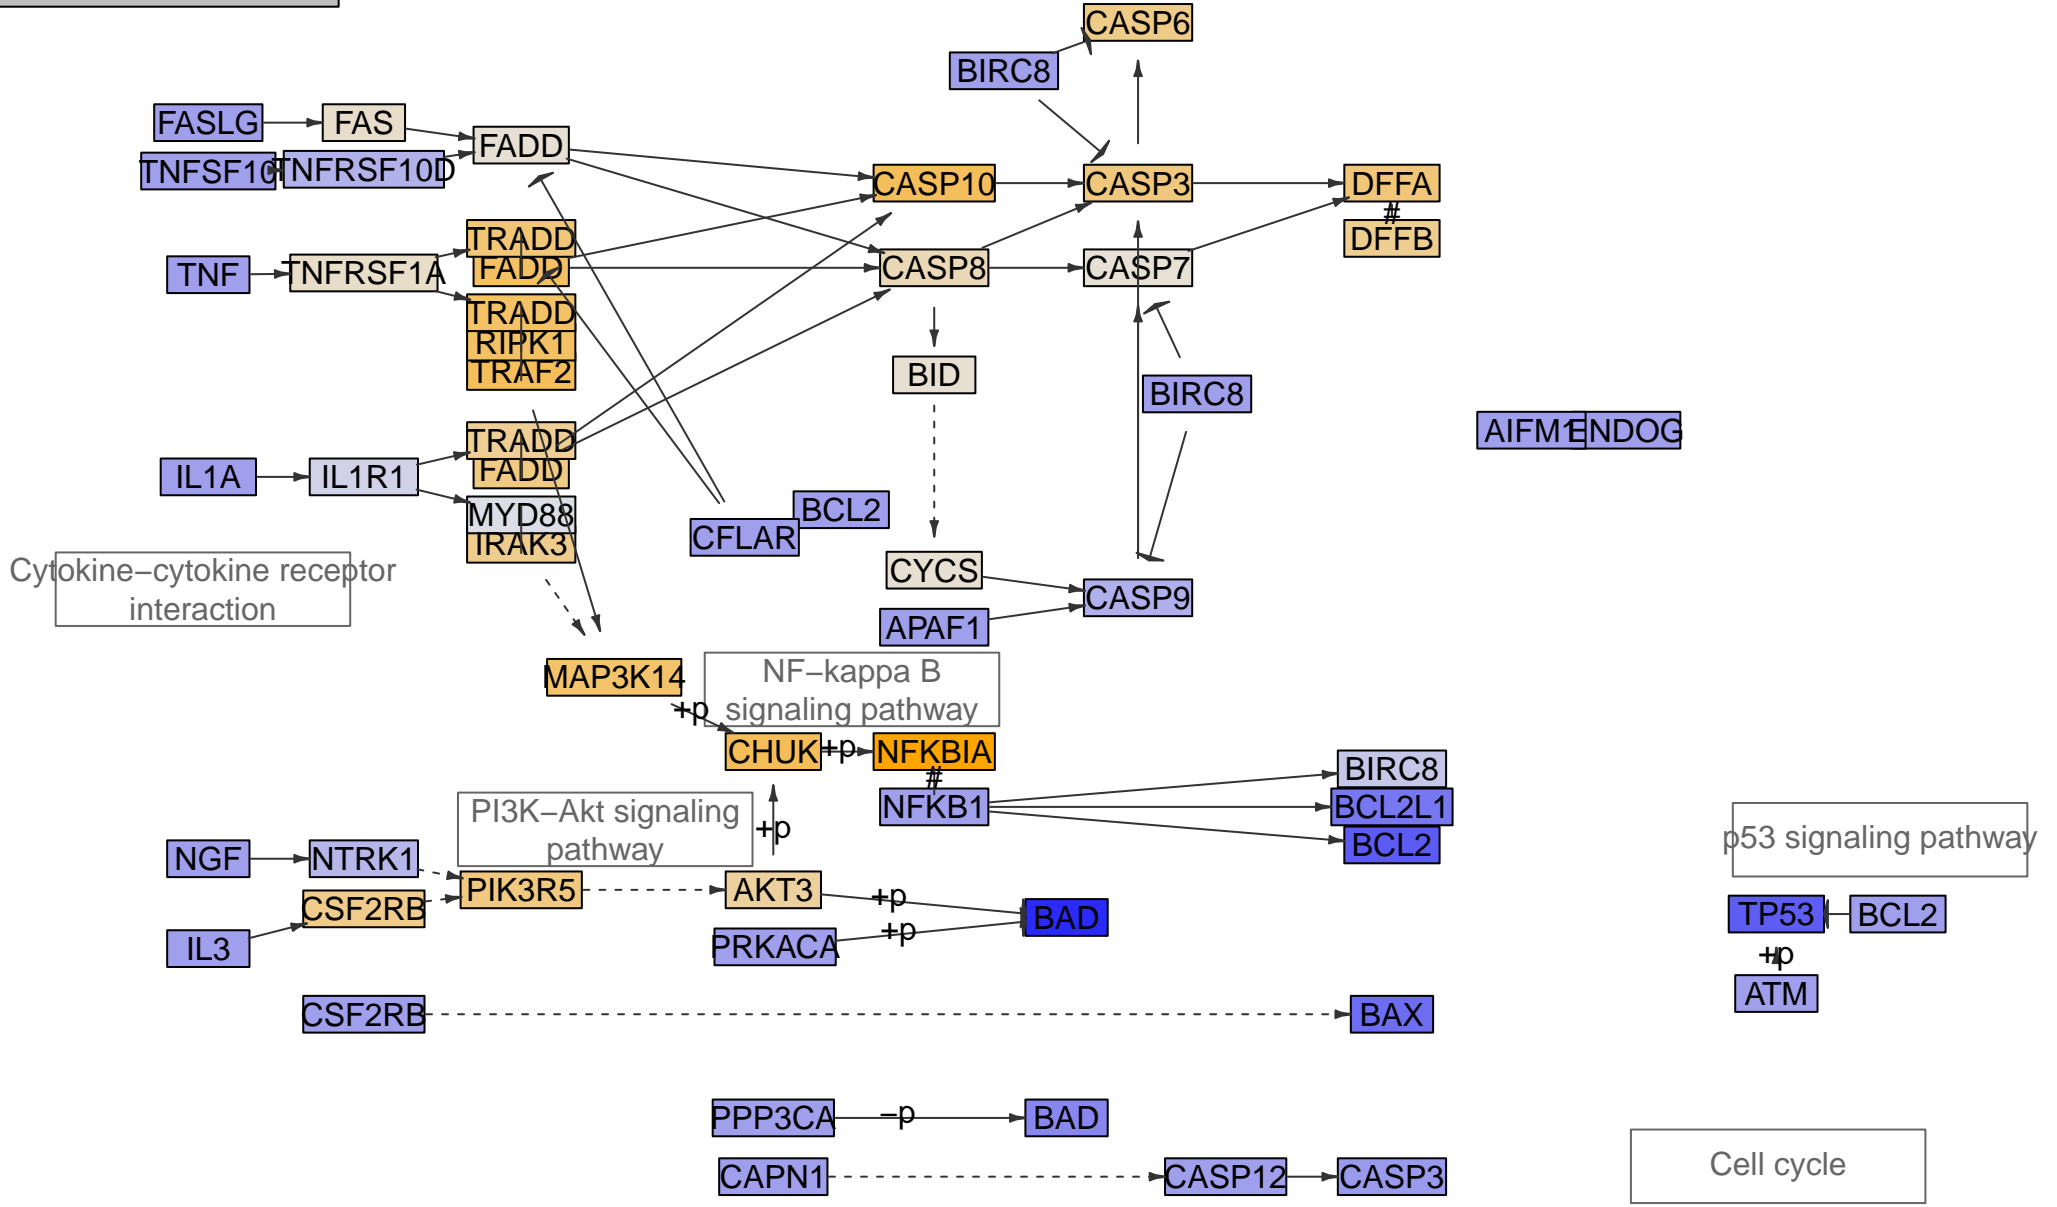 CASP6
BIRC8
FASLG
FAS
FADD
TNFSF10
TNFRSF10D
CASP10
CASP3
DFFA
#
DFFB
TRADD
FADD
TNF
TNFRSF1A
CASP8
CASP7
TRADD
RIPK1
TRAF2
BID
BIRC8
AIFM1
ENDOG
TRADD
FADD
IL1A
IL1R1
MYD88
IRAK3
BCL2
CFLAR
Cytokine–cytokine receptor
interaction
CYCS
CASP9
APAF1
MAP3K14
NF–kappa B
signaling pathway
+p
CHUK
+p
NFKBIA
#
NFKB1
BIRC8
BCL2L1
BCL2
PI3K–Akt signaling
pathway
+p
p53 signaling pathway
NGF
NTRK1
CSF2RB
PIK3R5
AKT3
+p
BAD
IL3
PRKACA
+p
TP53
BCL2
+p
ATM
CSF2RB
BAX
PPP3CA
–p
BAD
CAPN1
CASP12
CASP3
Cell cycle